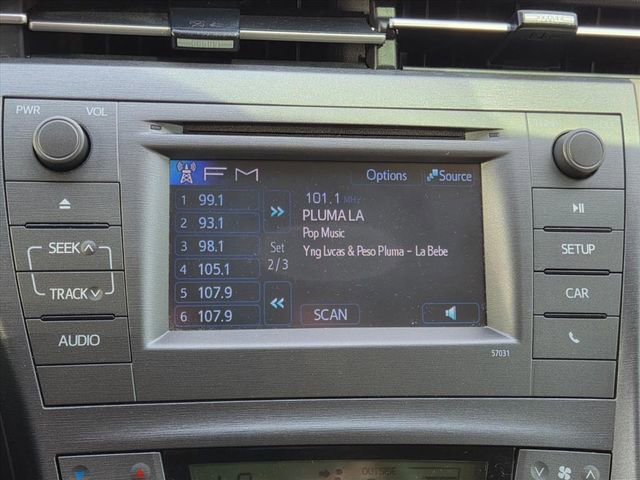 PWR VOL
FM
Options Source
1 99.1
2 93.1
3 98.1
4 105.1
5 107.9
6 107.9
Set
2/3
101.1 MHz
PLUMA LA
Pop Music
Yng Lvcas & Peso Pluma - La Bebe
SCAN
SEEK
TRACK
AUDIO
SETUP
CAR
57031
OUTSIDE